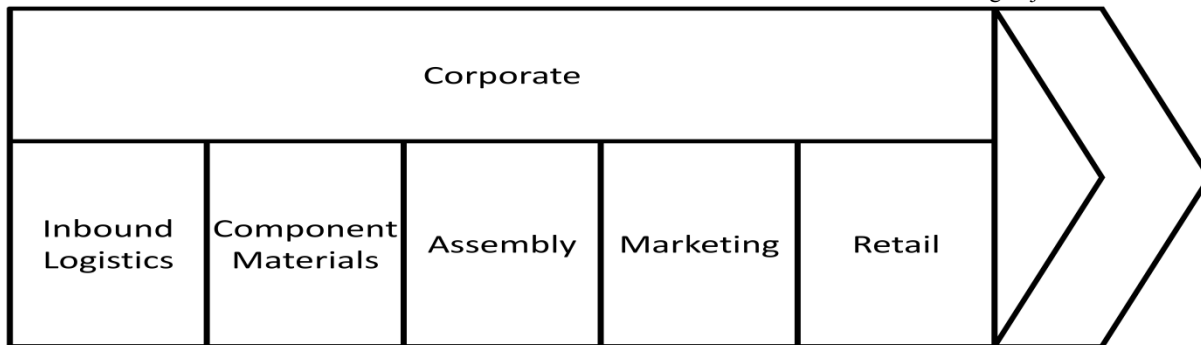 Corporate
Inbound
Logistics
Component
Materials
Assembly
Marketing
Retail